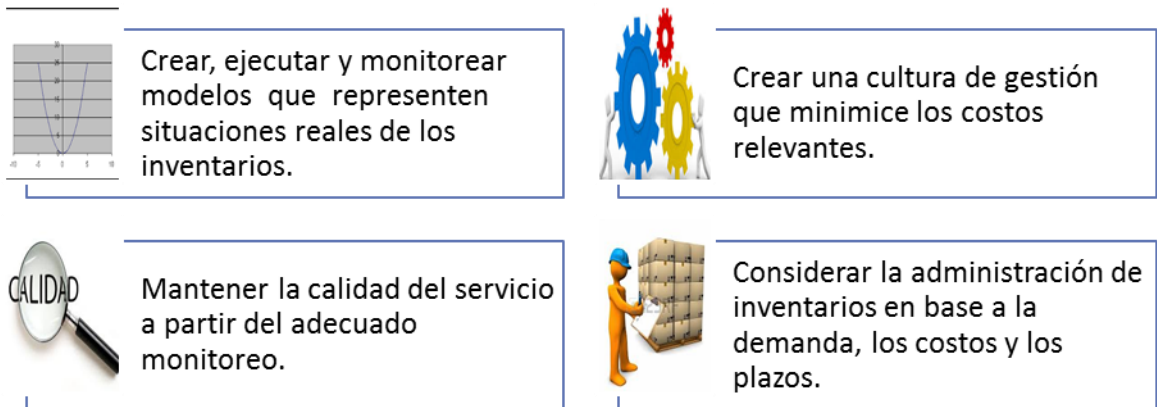 Crear, ejecutar y monitorear
modelos que representen
situaciones reales de los
inventarios.
Crear una cultura de gestión
que minimice los costos
relevantes.
CALIDAD
Mantener la calidad del servicio
a partir del adecuado
monitoreo.
Considerar la administración de
inventarios en base a la
demanda, los costos y los
plazos.